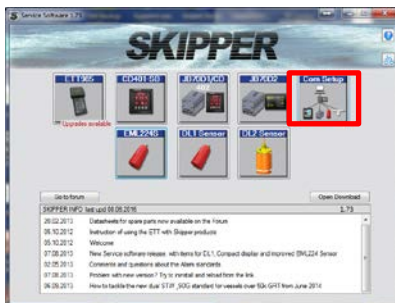 Service Software 1.73
SKIPPER
ETT985 CD401-SD JB70D1/CD 402 JB70D2 Com Setup
Upgrades available
EML224S DL1 Sensor DL2 Sensor
Go to forum Open Download
SKIPPER INFO last upd 08.08.2016 1.73
26.02.2013 Datasheets for spare parts now available on the Forum
05.10.2012 Instruction of using the ETT with Skipper products
05.10.2012 Welcome
07.08.2013 New Service software release. with items for DL1, Compact display and improved EML224 Sensor
02.05.2013 Comments and questions about the Alarm standards
07.08.2013 Problem with new version? Try to install and reload from the link.
06.09.2013 How to tackle the new dual STW_SOG standard for vessels over 50k GRT from June 2014